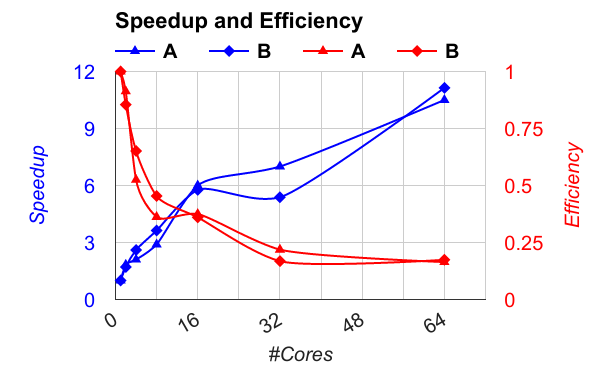 Speedup and Efficiency
A B A B
12 1
9 0.75
6 0.5
3 0.25
0 0
Speedup
Efficiency
0 16 32 48 64
#Cores